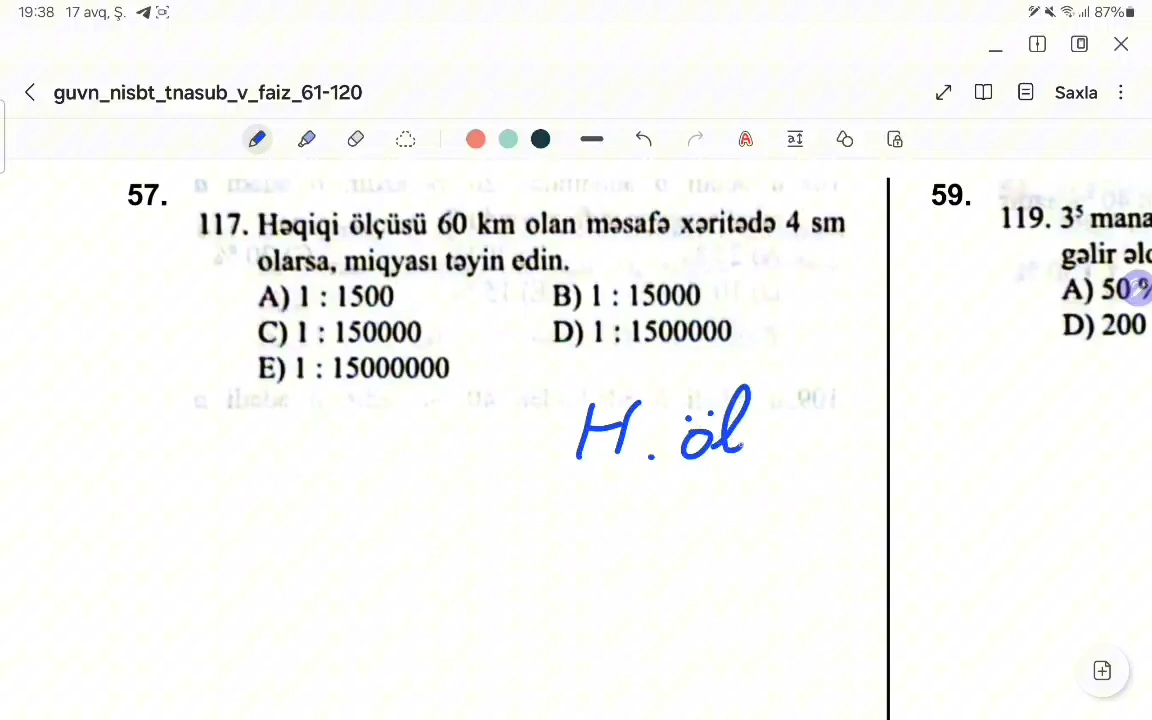 19:38 17 avq, Ş. 87%
guvn_nisbt_tnasub_v_faiz_61-120
Saxla
57.
117. Həqiqi ölçüsü 60 km olan məsafə xəritədə 4 sm
olarsa, miqyası təyin edin.
A) 1 : 1500 B) 1 : 15000
C) 1 : 150000 D) 1 : 1500000
E) 1 : 15000000
H. öl
59.
119. 3⁵ mana
gəlir əld
A) 50 %
D) 200